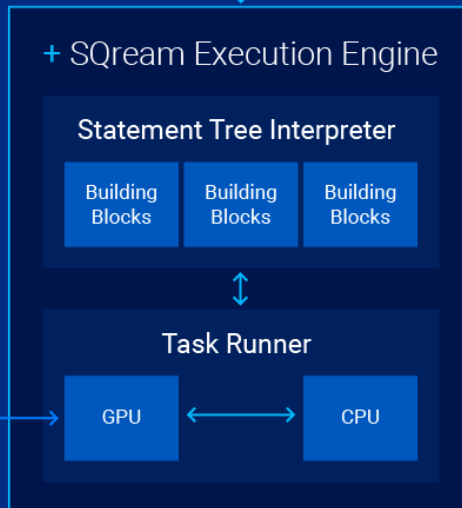 + SQream Execution Engine
Statement Tree Interpreter
Building Building Building
Blocks Blocks Blocks
Task Runner
GPU CPU